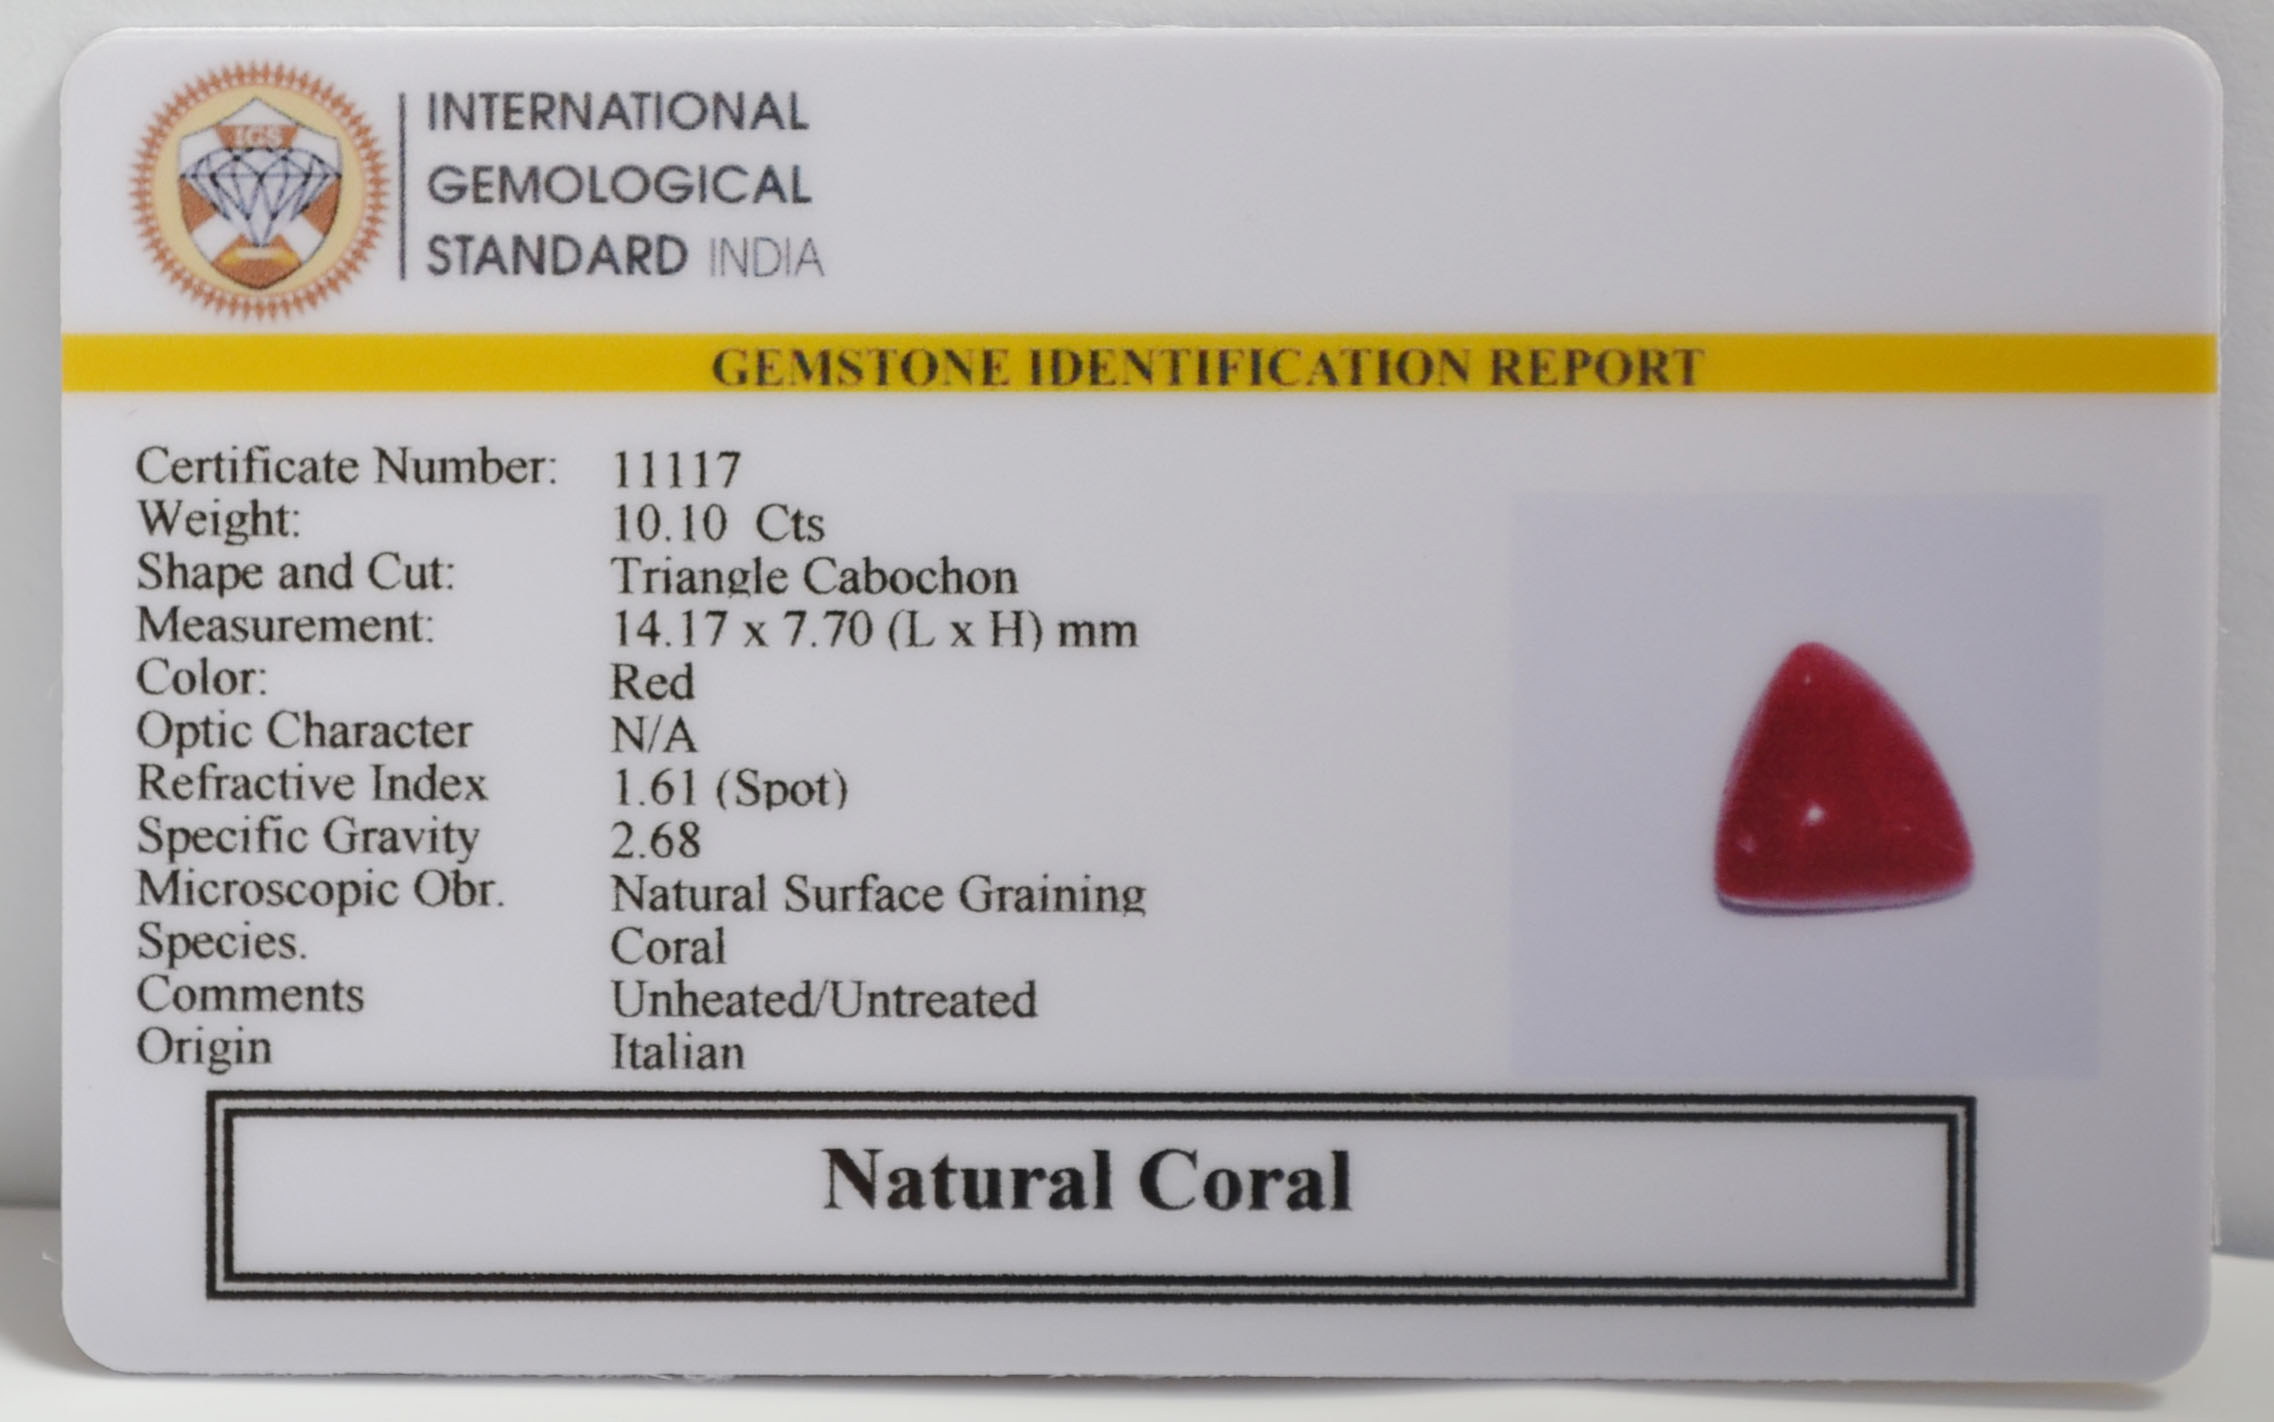 IGS
INTERNATIONAL
GEMOLOGICAL
STANDARD INDIA
GEMSTONE IDENTIFICATION REPORT
Certificate Number: 11117
Weight: 10.10 Cts
Shape and Cut: Triangle Cabochon
Measurement: 14.17 x 7.70 (L x H) mm
Color: Red
Optic Character N/A
Refractive Index 1.61 (Spot)
Specific Gravity 2.68
Microscopic Obr. Natural Surface Graining
Species. Coral
Comments Unheated/Untreated
Origin Italian
Natural Coral